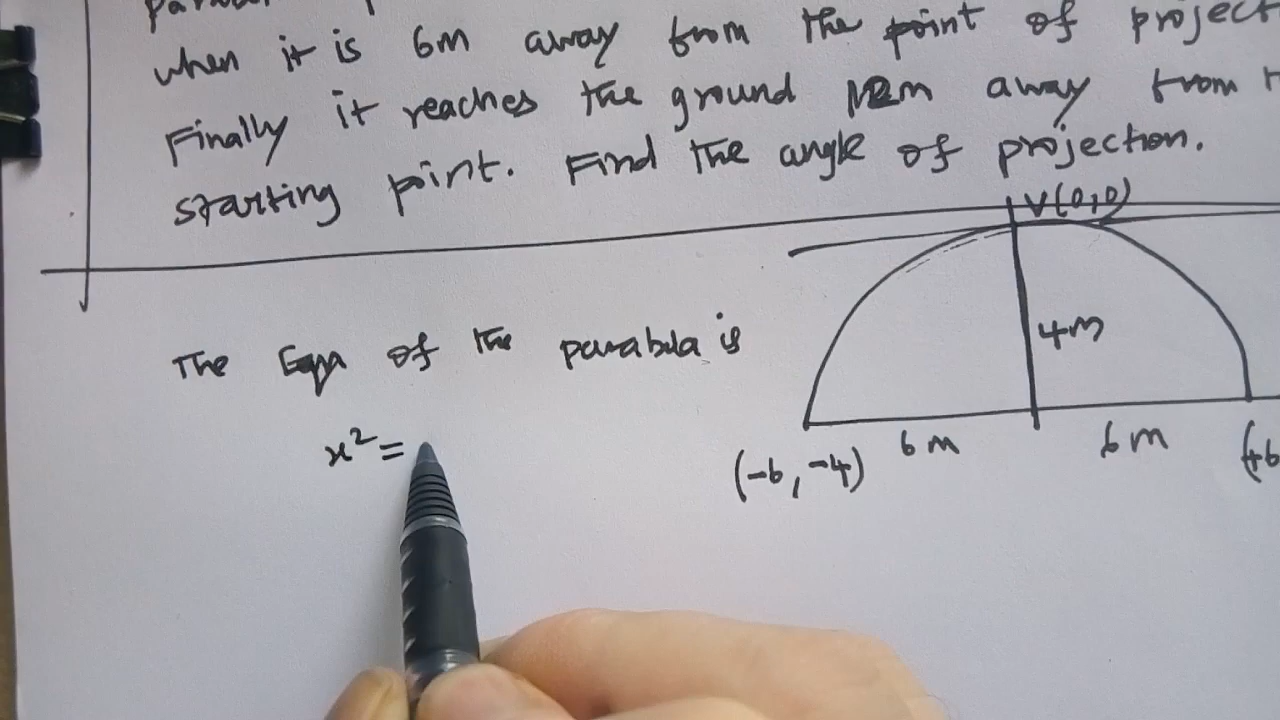 when it is 6m away from the point of project
Finally it reaches the ground 12m away from
starting point. Find the angle of projection.
V(0,0)
4m
The Eqn of the parabola is
x²=
6m
6m
(-6,-4)
(+6